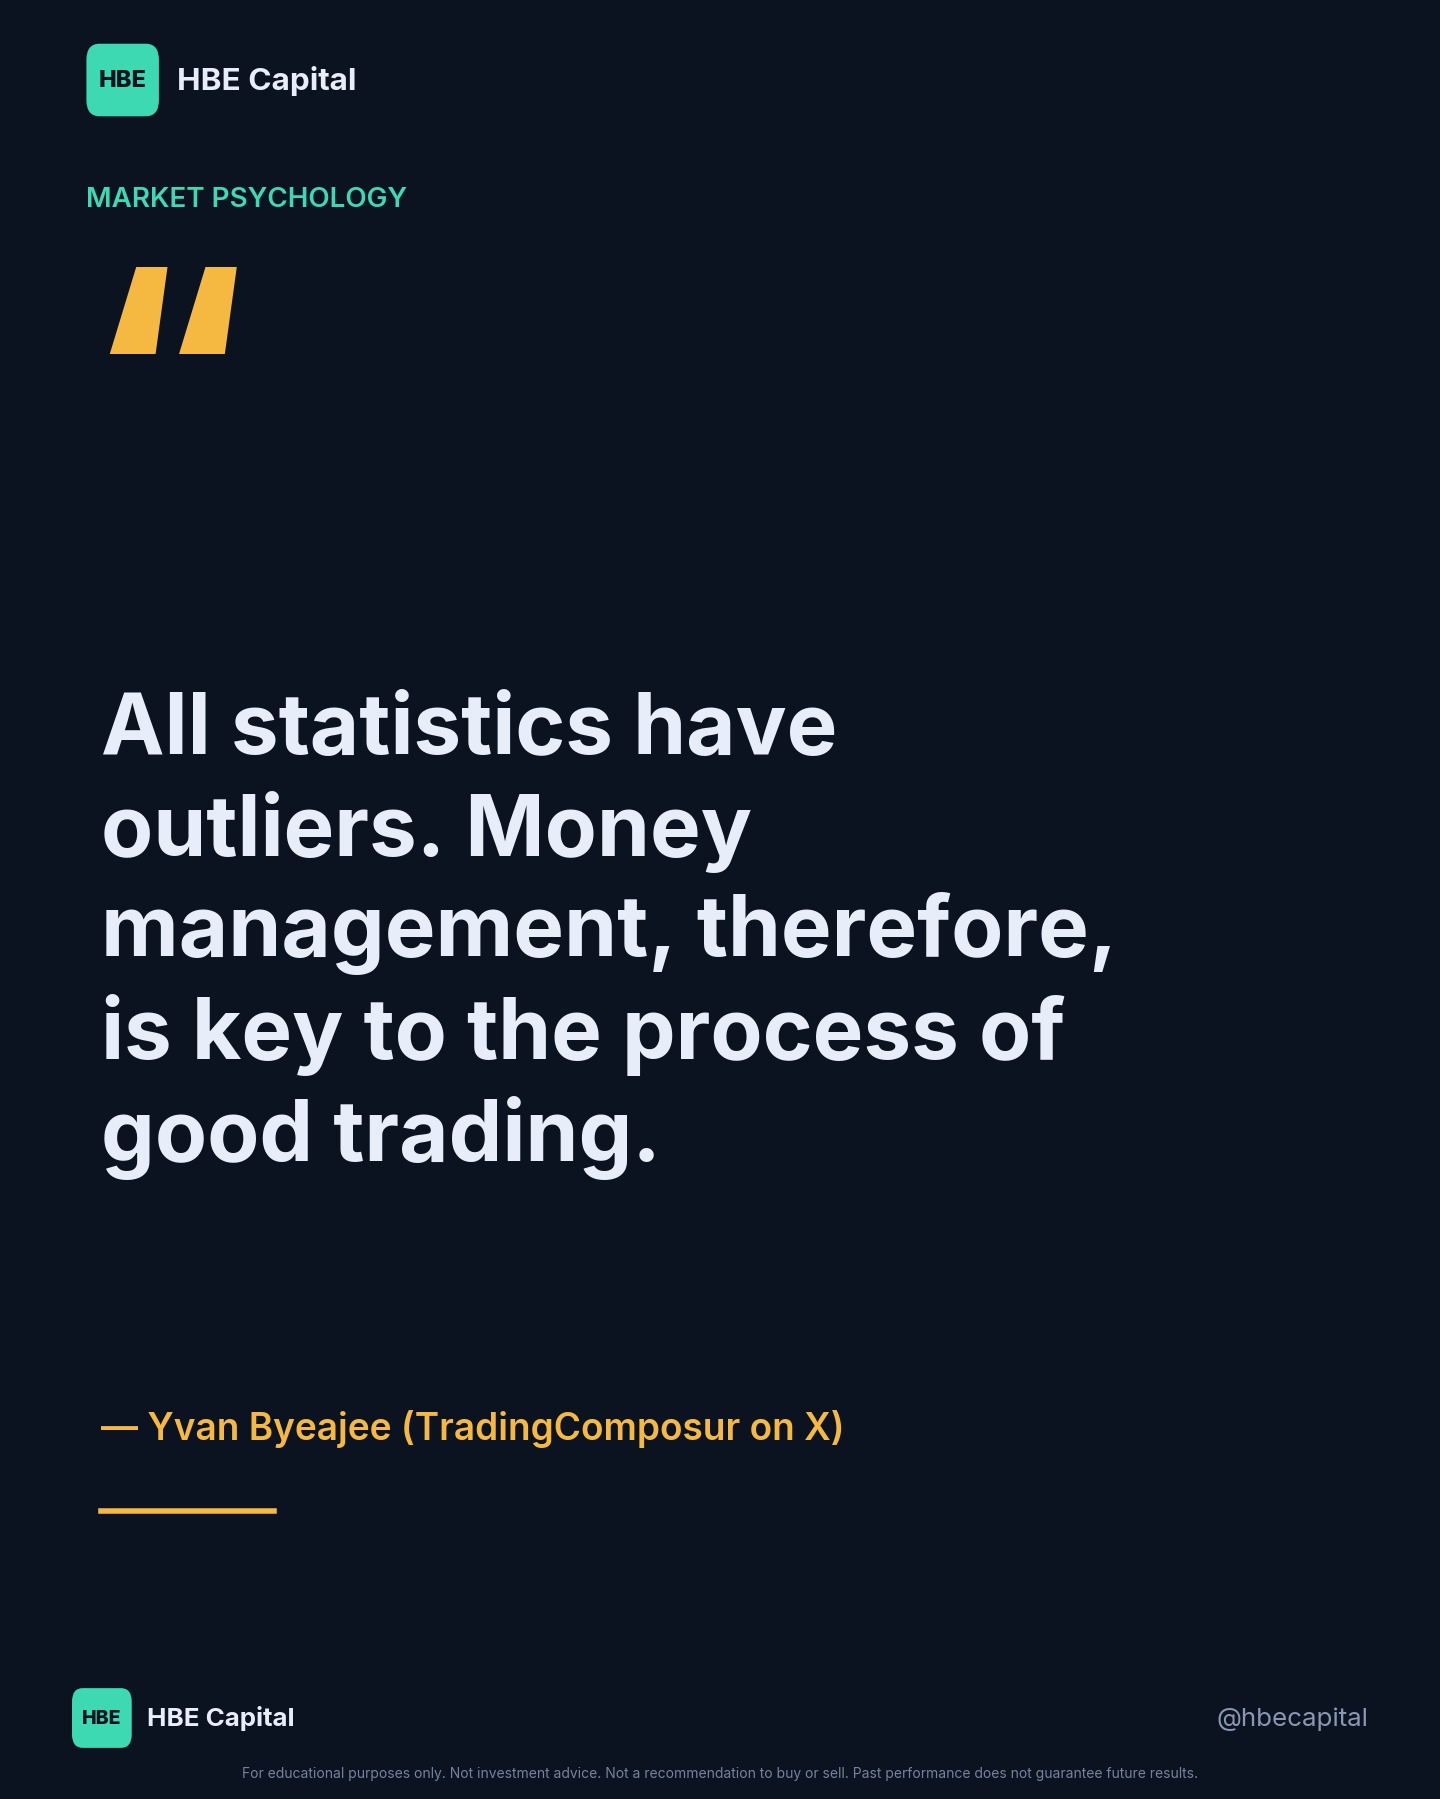 HBE HBE Capital
MARKET PSYCHOLOGY
"
All statistics have
outliers. Money
management, therefore,
is key to the process of
good trading.
— Yvan Byeajee (TradingComposur on X)
HBE HBE Capital @hbecapital
For educational purposes only. Not investment advice. Not a recommendation to buy or sell. Past performance does not guarantee future results.